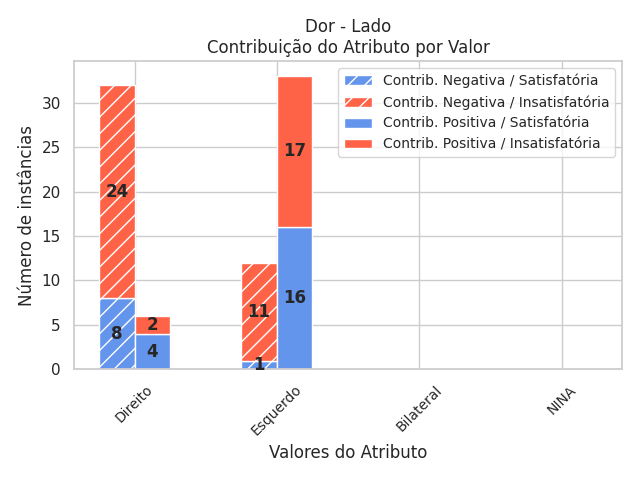 Dor - Lado
Contribuição do Atributo por Valor
Contrib. Negativa / Satisfatória
Contrib. Negativa / Insatisfatória
Contrib. Positiva / Satisfatória
Contrib. Positiva / Insatisfatória
Número de instâncias
30
25
20
15
10
5
0
24
8
2
4
11
1
17
16
Direito
Esquerdo
Bilateral
NINA
Valores do Atributo